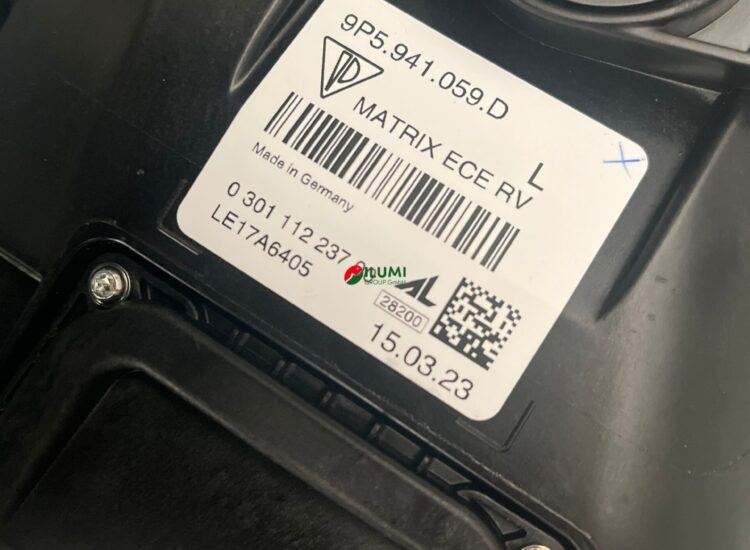 9P5.941.059.D
MATRIX ECE RV
L
Made in Germany
0 301 112 237
LE17A6405
ILUMI
GROUP GmbH
AL
28200
15.03.23